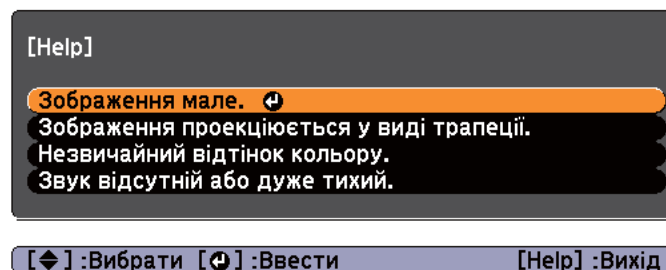 [Help]
Зображення мале.
Зображення проекціюється у виді трапеції.
Незвичайний відтінок кольору.
Звук відсутній або дуже тихий.
[◆] :Вибрати [↵] :Ввести [Help] :Вихід